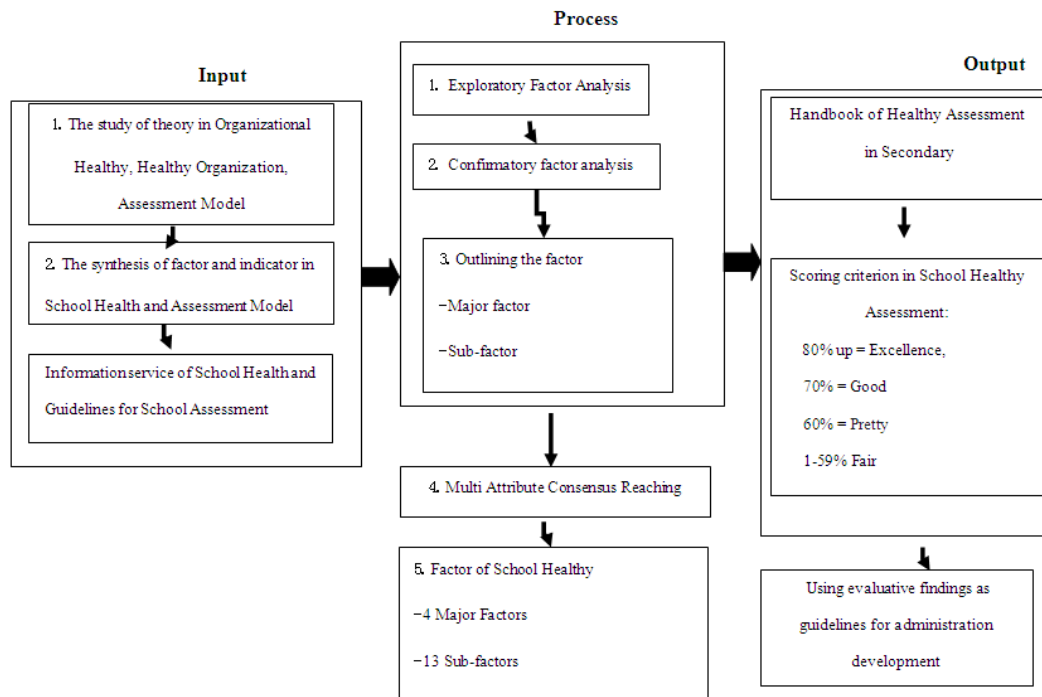 Input
1. The study of theory in Organizational
Healthy, Healthy Organization,
Assessment Model
2. The synthesis of factor and indicator in
School Health and Assessment Model
Information service of School Health and
Guidelines for School Assessment
Process
1. Exploratory Factor Analysis
2. Confirmatory factor analysis
3. Outlining the factor
–Major factor
–Sub-factor
4. Multi Attribute Consensus Reaching
5. Factor of School Healthy
–4 Major Factors
–13 Sub-factors
Output
Handbook of Healthy Assessment
in Secondary
Scoring criterion in School Healthy
Assessment:
80% up = Excellence,
70% = Good
60% = Pretty
1-59% Fair
Using evaluative findings as
guidelines for administration
development